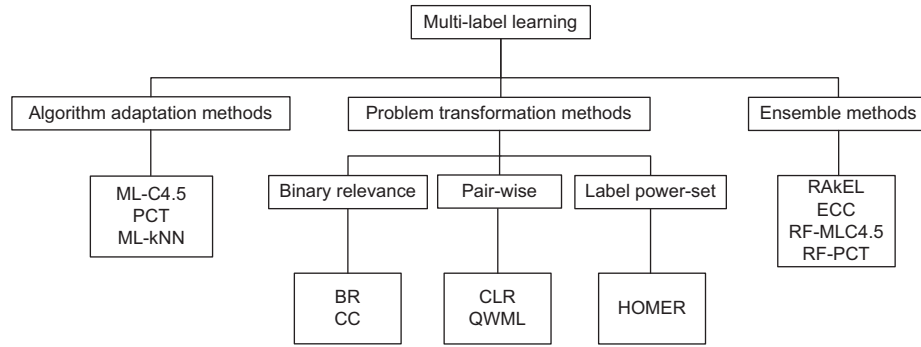 Multi-label learning
Algorithm adaptation methods
Problem transformation methods
Ensemble methods
ML-C4.5
PCT
ML-kNN
Binary relevance
Pair-wise
Label power-set
RAkEL
ECC
RF-MLC4.5
RF-PCT
BR
CC
CLR
QWML
HOMER